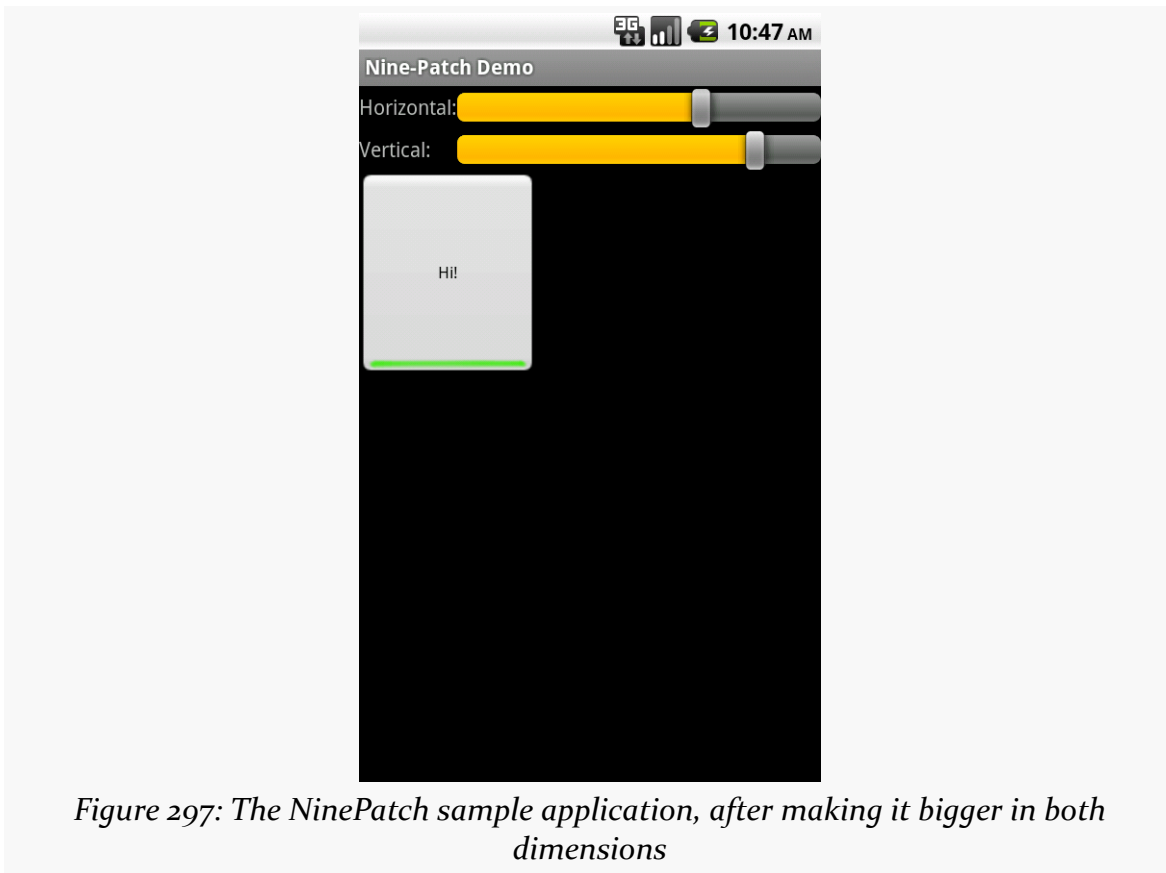 3G 10:47 AM
Nine-Patch Demo
Horizontal:
Vertical:
Hi!
Figure 297: The NinePatch sample application, after making it bigger in both
dimensions